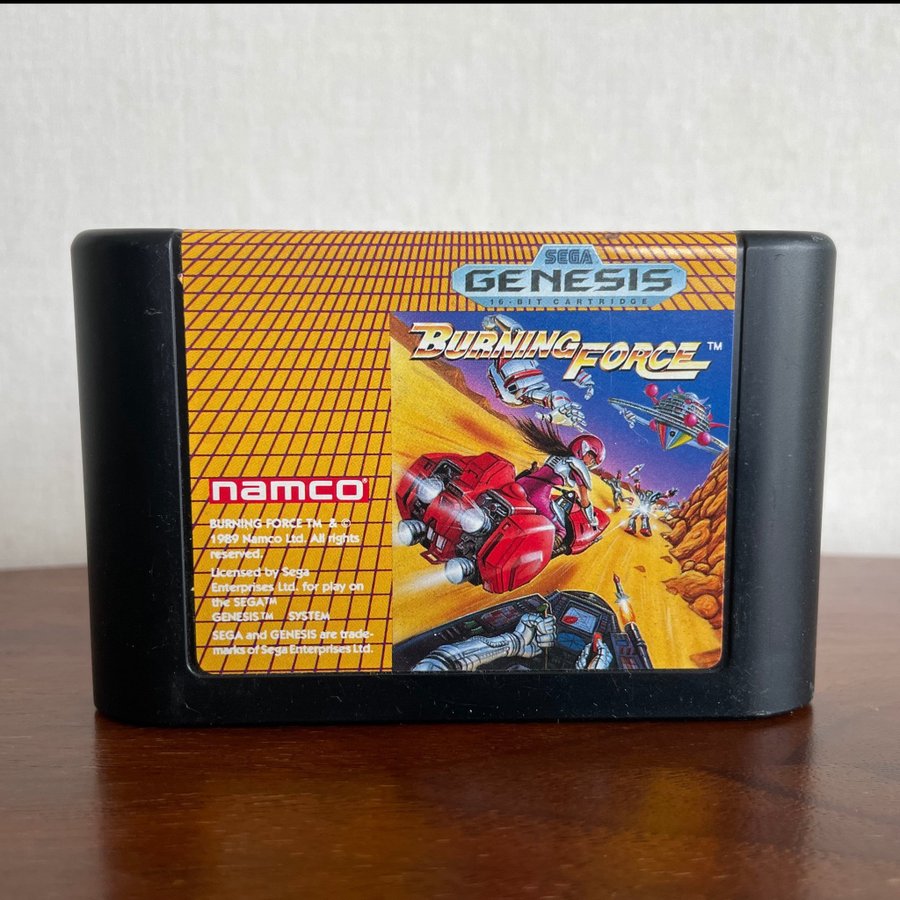 SEGA
GENESIS
16-BIT CARTRIDGE
BURNING FORCE™
namco
BURNING FORCE TM & ©
1989 Namco Ltd. All rights
reserved.
Licensed by Sega
Enterprises Ltd. for play on
the SEGA™
GENESIS™ SYSTEM
SEGA and GENESIS are trade-
marks of Sega Enterprises Ltd.